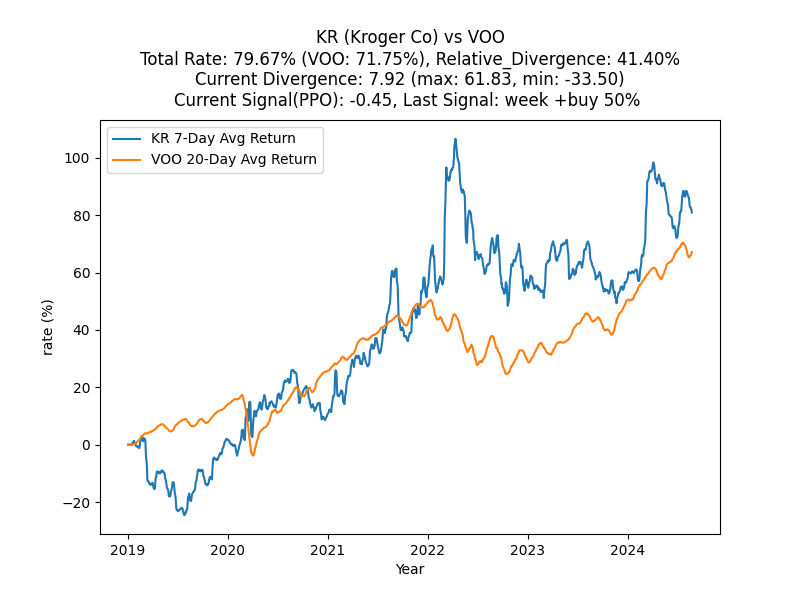 KR (Kroger Co) vs VOO
Total Rate: 79.67% (VOO: 71.75%), Relative_Divergence: 41.40%
Current Divergence: 7.92 (max: 61.83, min: -33.50)
Current Signal(PPO): -0.45, Last Signal: week +buy 50%
KR 7-Day Avg Return
VOO 20-Day Avg Return
100
80
60
40
20
0
−20
rate (%)
2019 2020 2021 2022 2023 2024
Year